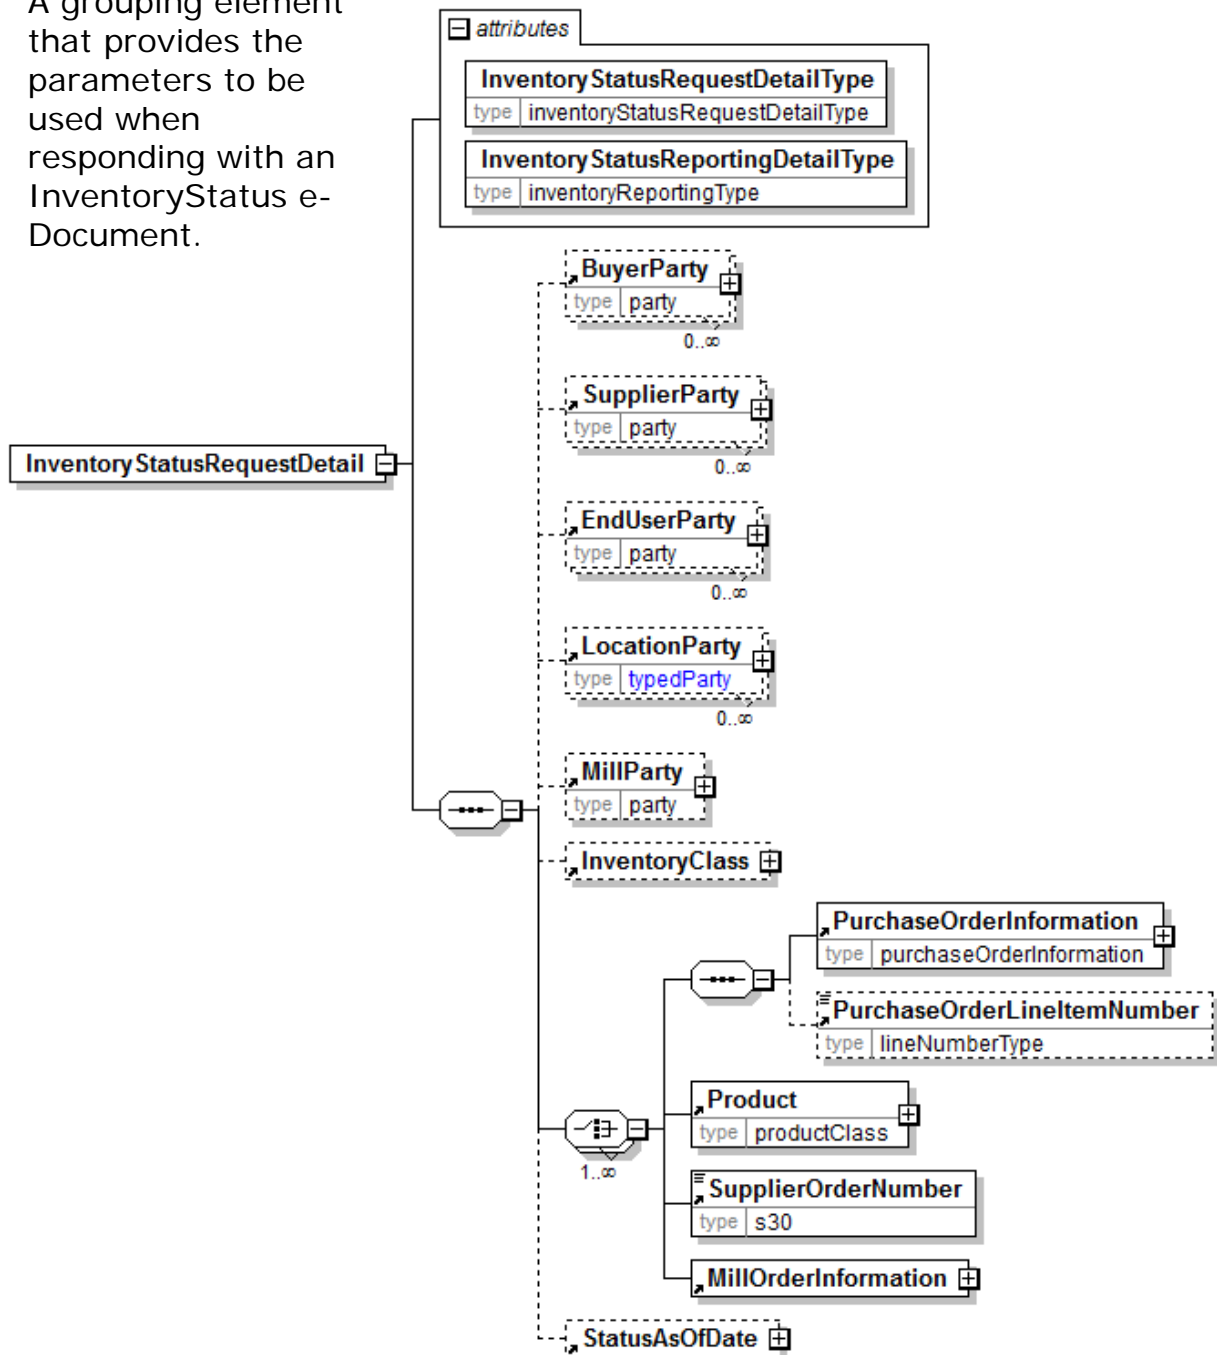 A grouping element
that provides the
parameters to be
used when
responding with an
InventoryStatus e-
Document.
attributes
InventoryStatusRequestDetailType
type inventoryStatusRequestDetailType
InventoryStatusReportingDetailType
type inventoryReportingType
BuyerParty
type party
0..∞
SupplierParty
type party
0..∞
EndUserParty
type party
0..∞
InventoryStatusRequestDetail
LocationParty
type typedParty
0..∞
MillParty
type party
InventoryClass
PurchaseOrderInformation
type purchaseOrderInformation
PurchaseOrderLineItemNumber
type lineNumberType
Product
type productClass
1..∞
SupplierOrderNumber
type s30
MillOrderInformation
StatusAsOfDate